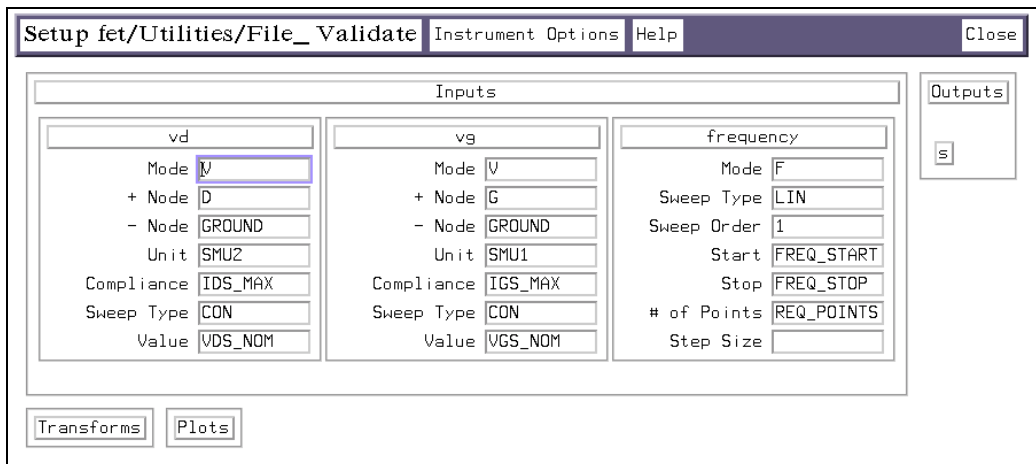 Setup fet/Utilities/File_ Validate Instrument Options Help Close
Inputs
Outputs
s
vd
Mode V
+ Node D
- Node GROUND
Unit SMU2
Compliance IDS_MAX
Sweep Type CON
Value VDS_NOM
vg
Mode V
+ Node G
- Node GROUND
Unit SMU1
Compliance IGS_MAX
Sweep Type CON
Value VGS_NOM
frequency
Mode F
Sweep Type LIN
Sweep Order 1
Start FREQ_START
Stop FREQ_STOP
# of Points REQ_POINTS
Step Size
Transforms Plots